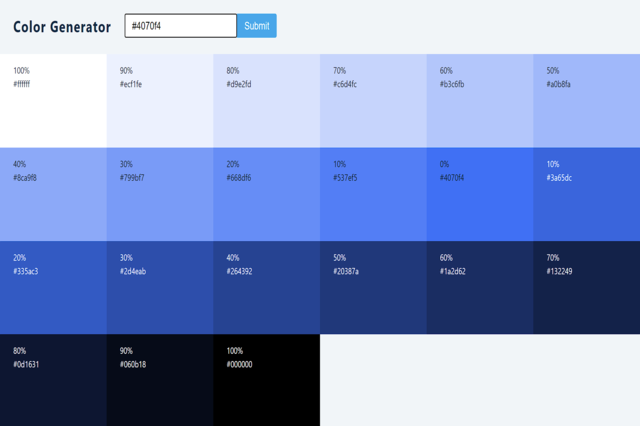 Color Generator
#4070f4
Submit
100%
#ffffff
90%
#ecf1fe
80%
#d9e2fd
70%
#c6d4fc
60%
#b3c6fb
50%
#a0b8fa
40%
#8ca9f8
30%
#799bf7
20%
#668df6
10%
#537ef5
0%
#4070f4
10%
#3a65dc
20%
#335ac3
30%
#2d4eab
40%
#264392
50%
#20387a
60%
#1a2d62
70%
#132249
80%
#0d1631
90%
#060b18
100%
#000000